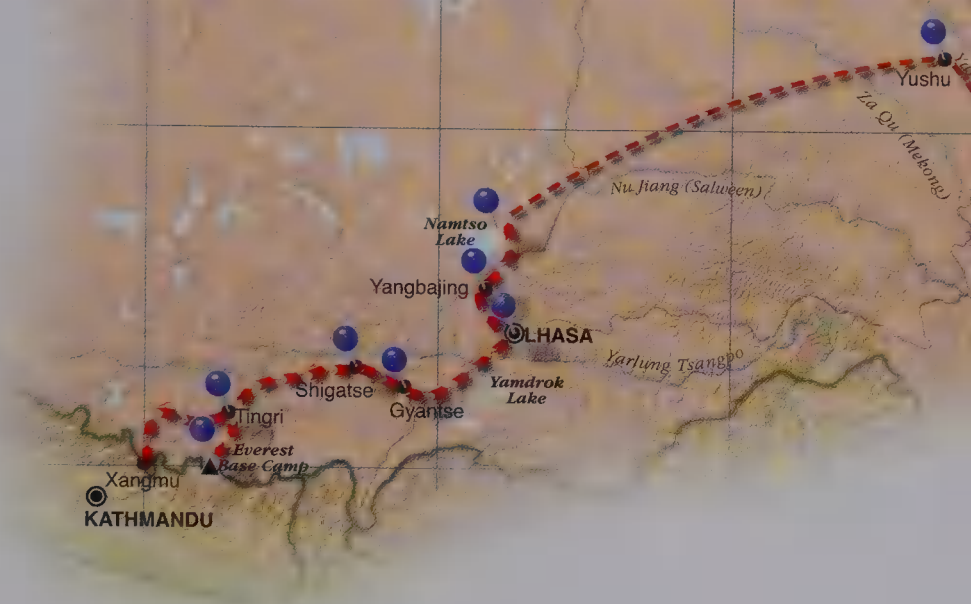 Yushu
Za Qu (Mekong)
Nu Jiang (Salween)
Namtso
Lake
Yangbajing
LHASA
Yarlung Tsangpo
Shigatse
Yamdrok
Lake
Gyantse
Tingri
Everest
Base Camp
Xangmu
KATHMANDU